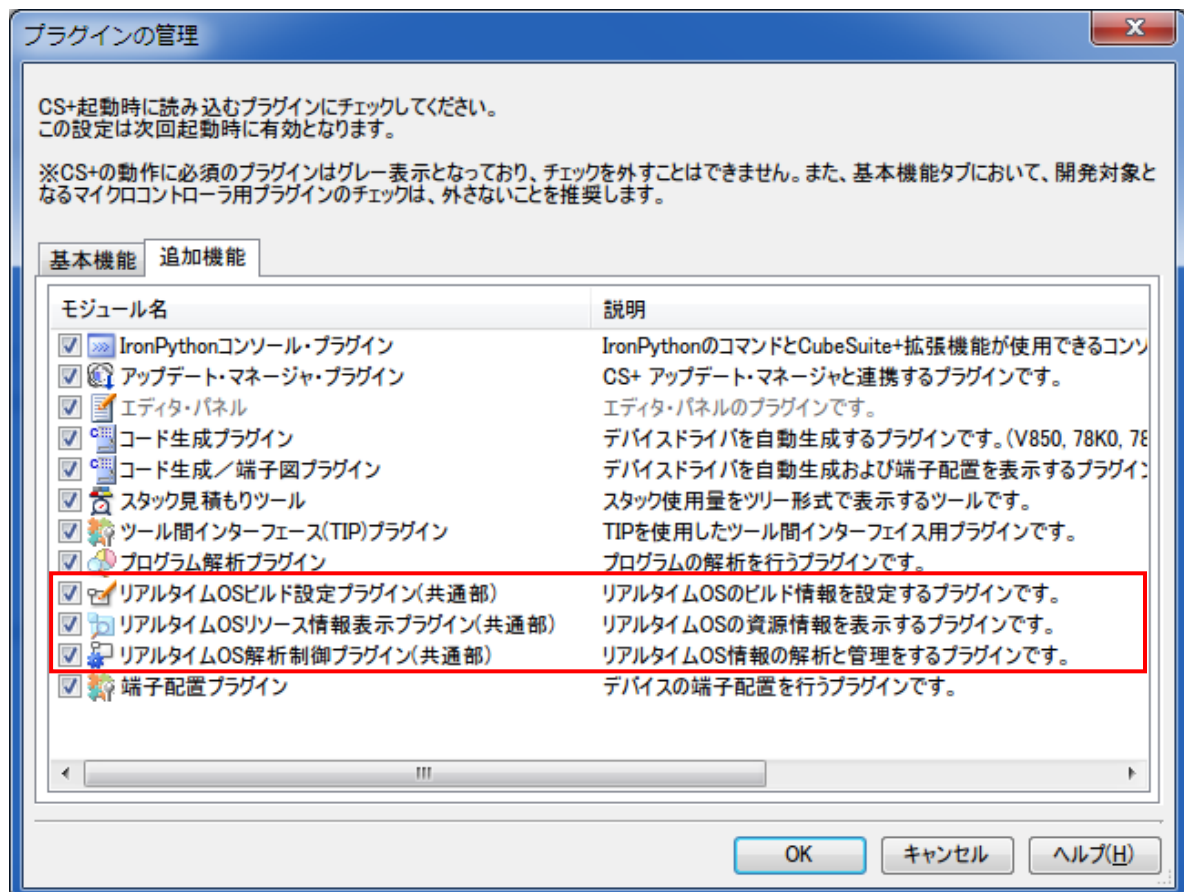 プラグインの管理
CS+起動時に読み込むプラグインにチェックしてください。
この設定は次回起動時に有効となります。
※CS+の動作に必須のプラグインはグレー表示となっており、チェックを外すことはできません。また、基本機能タブにおいて、開発対象と
なるマイクロコントローラ用プラグインのチェックは、外さないことを推奨します。
基本機能 追加機能
モジュール名 説明
IronPythonコンソール・プラグイン IronPythonのコマンドとCubeSuite+拡張機能が使用できるコンソ
アップデート・マネージャ・プラグイン CS+ アップデート・マネージャと連携するプラグインです。
エディタ・パネル エディタ・パネルのプラグインです。
コード生成プラグイン デバイスドライバを自動生成するプラグインです。(V850, 78K0, 78
コード生成／端子図プラグイン デバイスドライバを自動生成および端子配置を表示するプラグイン
スタック見積もりツール スタック使用量をツリー形式で表示するツールです。
ツール間インターフェース(TIP)プラグイン TIPを使用したツール間インターフェイス用プラグインです。
プログラム解析プラグイン プログラムの解析を行うプラグインです。
リアルタイムOSビルド設定プラグイン(共通部) リアルタイムOSのビルド情報を設定するプラグインです。
リアルタイムOSリソース情報表示プラグイン(共通部) リアルタイムOSの資源情報を表示するプラグインです。
リアルタイムOS解析制御プラグイン(共通部) リアルタイムOS情報の解析と管理をするプラグインです。
端子配置プラグイン デバイスの端子配置を行うプラグインです。
OK キャンセル ヘルプ(H)